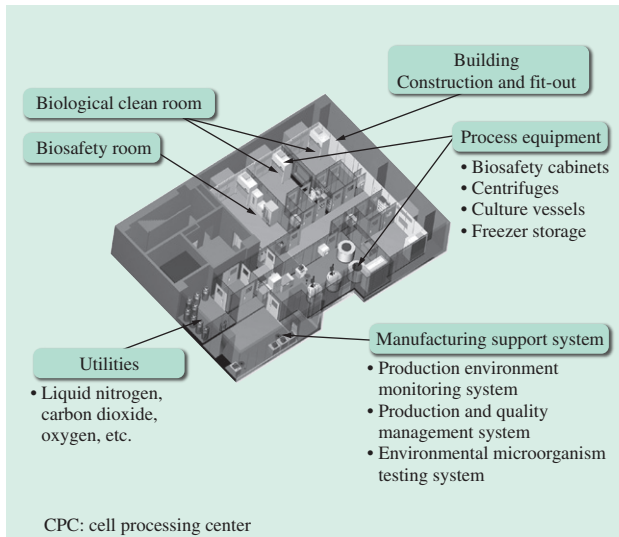 Building
Construction and fit-out
Biological clean room
Biosafety room
Process equipment
• Biosafety cabinets
• Centrifuges
• Culture vessels
• Freezer storage
Utilities
• Liquid nitrogen,
carbon dioxide,
oxygen, etc.
Manufacturing support system
• Production environment
monitoring system
• Production and quality
management system
• Environmental microorganism
testing system
CPC: cell processing center